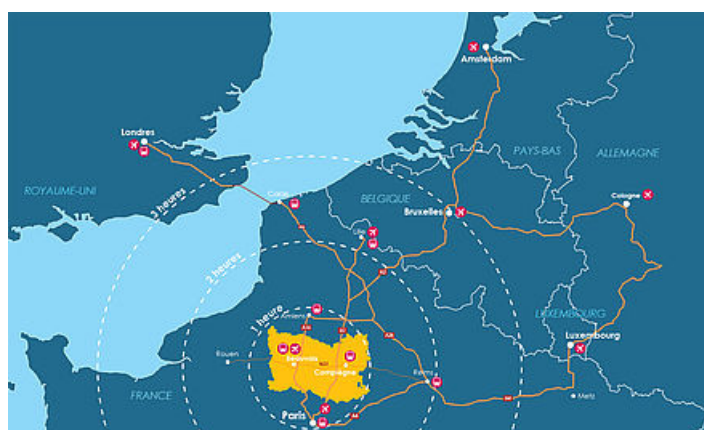 Amsterdam
Londres
PAYS-BAS
ALLEMAGNE
ROYAUME-UNI
BELGIQUE
Cologne
Calais
3 heures
Bruxelles
Lille
2 heures
LUXEMBOURG
1 heure
Amiens
Luxembourg
Rouen
Beauvais
Compiègne
Reims
FRANCE
Metz
Paris